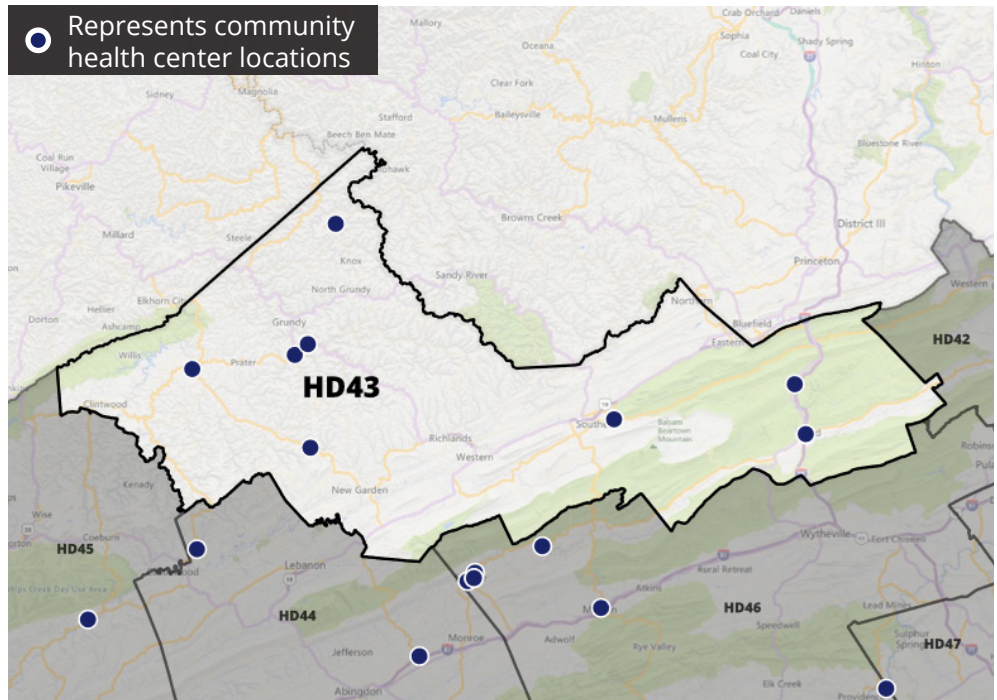 Represents community
health center locations
Mallory
Crab Orchard
Daniels
Sophia
Shady Spring
Oceana
Coal City
Hinton
Clear Fork
Sidney
Magnolia
Stafford
Baileysville
Mullens
Beech Ben Mate
Bluestone River
Coal Run
Village
Pikeville
Browns Creek
District III
Millard
Steele
Knox
Sandy River
Princeton
North Grundy
Northern
Western
Elkhorn City
Hellier
Dorton
Ashcamp
Grundy
Bluefield
Eastern
HD42
Willis
Prater
HD43
Clintwood
Balsam
Beartown
Mountain
Richlands
Western
Kenady
New Garden
Wise
Coeburn
Wytheville
Fort Chiswell
HD45
Lebanon
Rural Retreat
Atkins
HD44
HD46
Lead Mines
Speedwell
Monroe
Adwolf
Rye Valley
Sulphur
HD47
Jefferson
Abingdon
Elk Creek